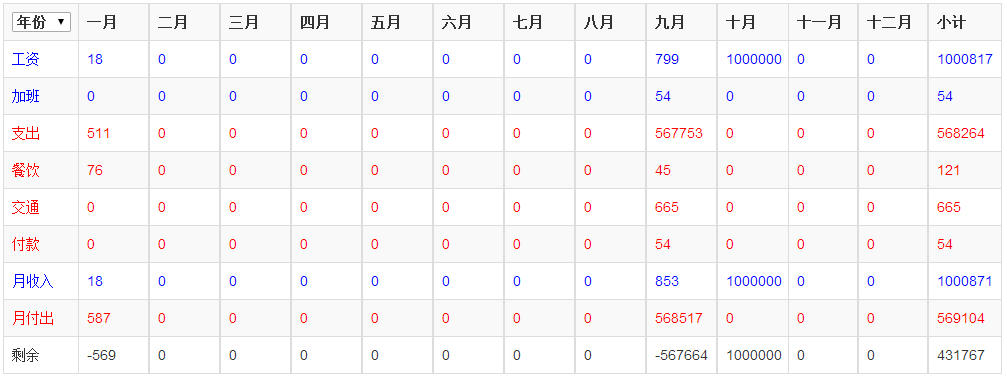 年份 一月 二月 三月 四月 五月 六月 七月 八月 九月 十月 十一月 十二月 小计
工资 18 0 0 0 0 0 0 0 799 1000000 0 0 1000817
加班 0 0 0 0 0 0 0 0 54 0 0 0 54
支出 511 0 0 0 0 0 0 0 567753 0 0 0 568264
餐饮 76 0 0 0 0 0 0 0 45 0 0 0 121
交通 0 0 0 0 0 0 0 0 665 0 0 0 665
付款 0 0 0 0 0 0 0 0 54 0 0 0 54
月收入 18 0 0 0 0 0 0 0 853 1000000 0 0 1000871
月付出 587 0 0 0 0 0 0 0 568517 0 0 0 569104
剩余 -569 0 0 0 0 0 0 0 -567664 1000000 0 0 431767